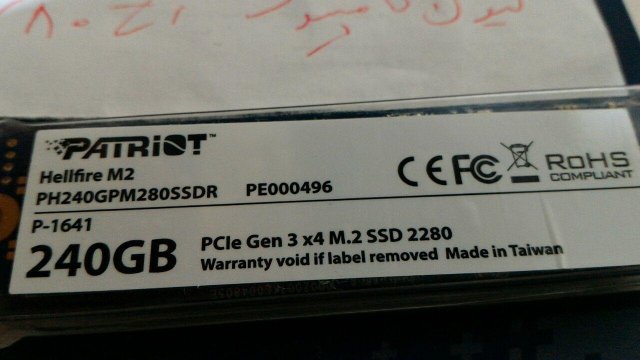 PATRIOT™
Hellfire M2
PH240GPM280SSDR PE000496
CE FC RoHS
COMPLIANT
P-1641
240GB PCIe Gen 3 x4 M.2 SSD 2280
Warranty void if label removed Made in Taiwan